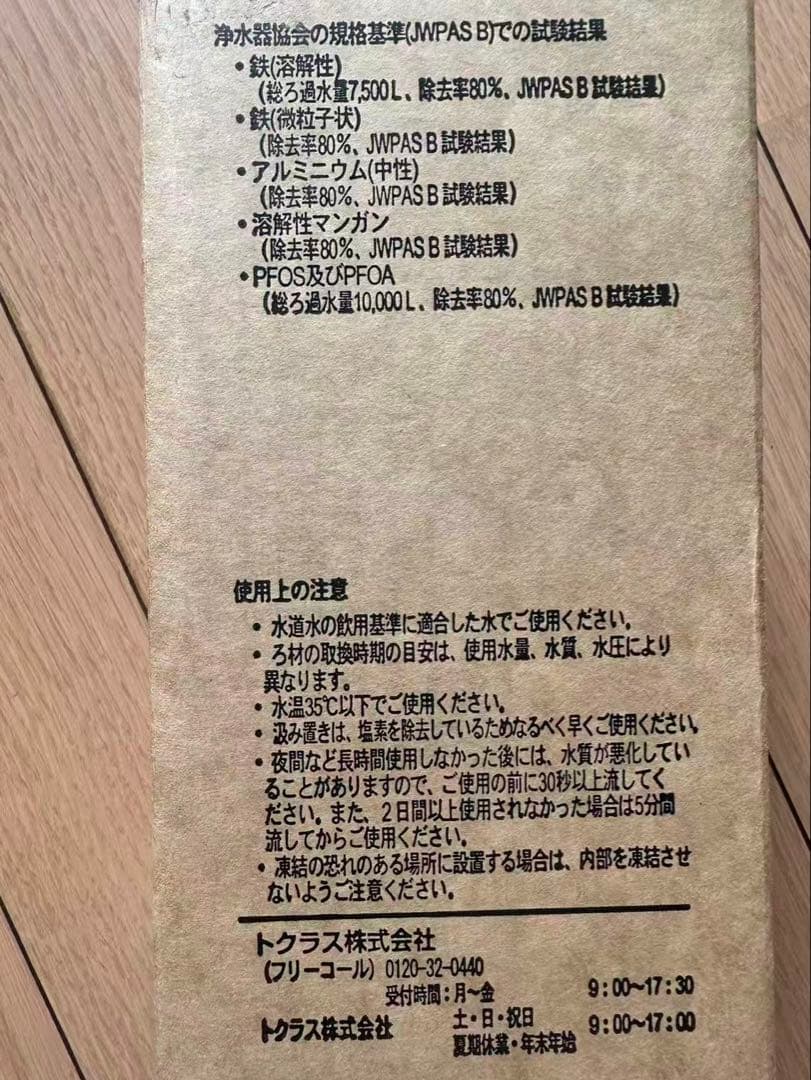 浄水器協会の規格基準(JWPAS B)での試験結果
・鉄(溶解性)
(総ろ過水量7,500L、除去率80%、JWPAS B 試験結果)
・鉄(微粒子状)
(除去率80%、JWPAS B 試験結果)
・アルミニウム(中性)
(除去率80%、JWPAS B 試験結果)
・溶解性マンガン
(除去率80%、JWPAS B 試験結果)
・PFOS及びPFOA
(総ろ過水量10,000L、除去率80%、JWPAS B 試験結果)
使用上の注意
・水道水の飲用基準に適合した水でご使用ください。
・ろ材の取換時期の目安は、使用水量、水質、水圧により
異なります。
・水温35℃以下でご使用ください。
・汲み置きは、塩素を除去しているためなるべく早くご使用ください。
・夜間など長時間使用しなかった後には、水質が悪化してい
ることがありますので、ご使用の前に30秒以上流してく
ださい。また、2日間以上使用されなかった場合は5分間
流してからご使用ください。
・凍結の恐れのある場所に設置する場合は、内部を凍結させ
ないようご注意ください。
トクラス株式会社
(フリーコール) 0120-32-0440
受付時間:月~金 9:00~17:30
トクラス株式会社 土・日・祝日 9:00~17:00
夏期休業・年末年始